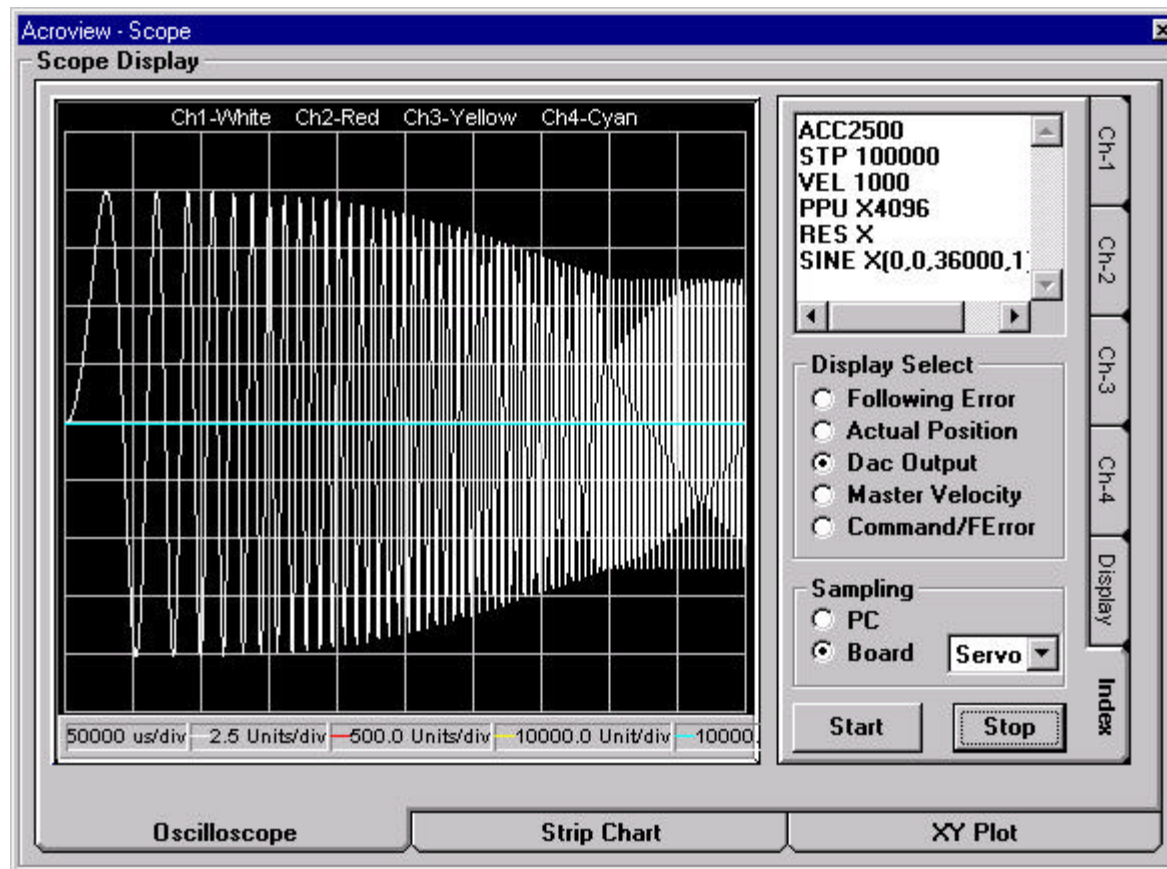 Acroview - Scope
Scope Display
Ch1-White Ch2-Red Ch3-Yellow Ch4-Cyan
50000 us/div 2.5 Units/div 500.0 Units/div 10000.0 Unit/div 10000.
ACC2500
STP 100000
VEL 1000
PPU X4096
RES X
SINE X(0,0,36000,1
Display Select
Following Error
Actual Position
Dac Output
Master Velocity
Command/FError
Sampling
PC
Board Servo
Start Stop
Ch-1
Ch-2
Ch-3
Ch-4
Display
Index
Oscilloscope Strip Chart XY Plot